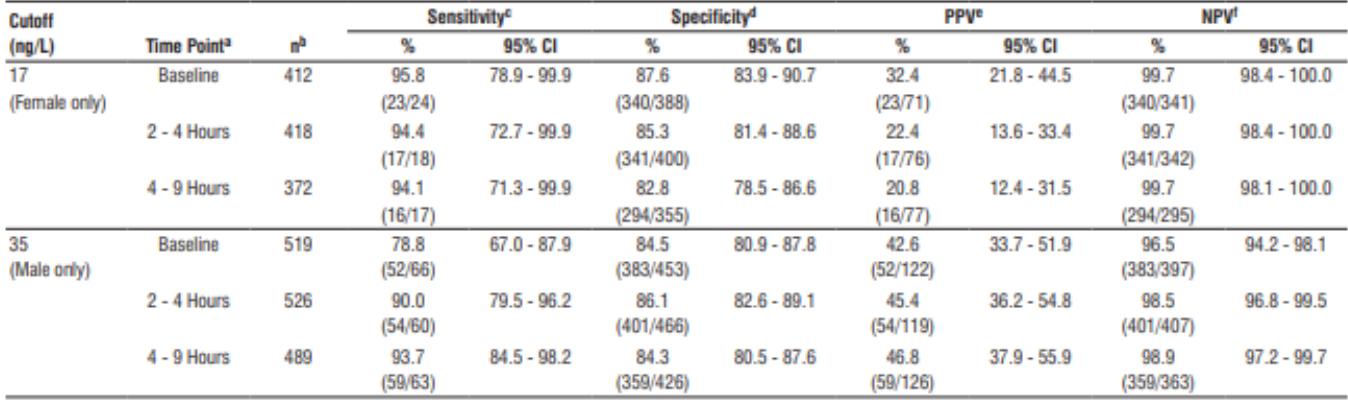 Cutoff (ng/L) Time Pointᵃ nᵇ Sensitivityᶜ Specificityᵈ PPVᵉ NPVᶠ
% 95% CI % 95% CI % 95% CI % 95% CI
17 Baseline 412 95.8 78.9 - 99.9 87.6 83.9 - 90.7 32.4 21.8 - 44.5 99.7 98.4 - 100.0
(Female only) (23/24) (340/388) (23/71) (340/341)
2 - 4 Hours 418 94.4 72.7 - 99.9 85.3 81.4 - 88.6 22.4 13.6 - 33.4 99.7 98.4 - 100.0
(17/18) (341/400) (17/76) (341/342)
4 - 9 Hours 372 94.1 71.3 - 99.9 82.8 78.5 - 86.6 20.8 12.4 - 31.5 99.7 98.1 - 100.0
(16/17) (294/355) (16/77) (294/295)
35 Baseline 519 78.8 67.0 - 87.9 84.5 80.9 - 87.8 42.6 33.7 - 51.9 96.5 94.2 - 98.1
(Male only) (52/66) (383/453) (52/122) (383/397)
2 - 4 Hours 526 90.0 79.5 - 96.2 86.1 82.6 - 89.1 45.4 36.2 - 54.8 98.5 96.8 - 99.5
(54/60) (401/466) (54/119) (401/407)
4 - 9 Hours 489 93.7 84.5 - 98.2 84.3 80.5 - 87.6 46.8 37.9 - 55.9 98.9 97.2 - 99.7
(59/63) (359/426) (59/126) (359/363)